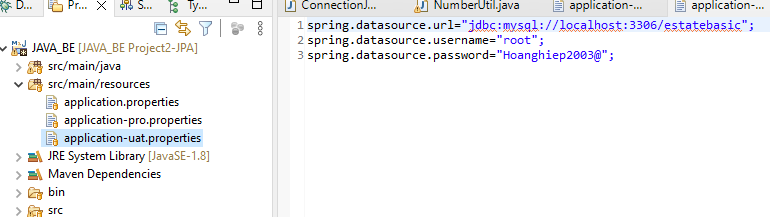 D...
Pr...
S...
Ty...
ConnectionJ...
NumberUtil.java
application-...
application-...
JAVA_BE [JAVA_BE Project2-JPA]
src/main/java
src/main/resources
application.properties
application-pro.properties
application-uat.properties
JRE System Library [JavaSE-1.8]
Maven Dependencies
bin
src
1 spring.datasource.url="jdbc:mysql://localhost:3306/estatebasic";
2 spring.datasource.username="root";
3 spring.datasource.password="Hoanghiep2003@";